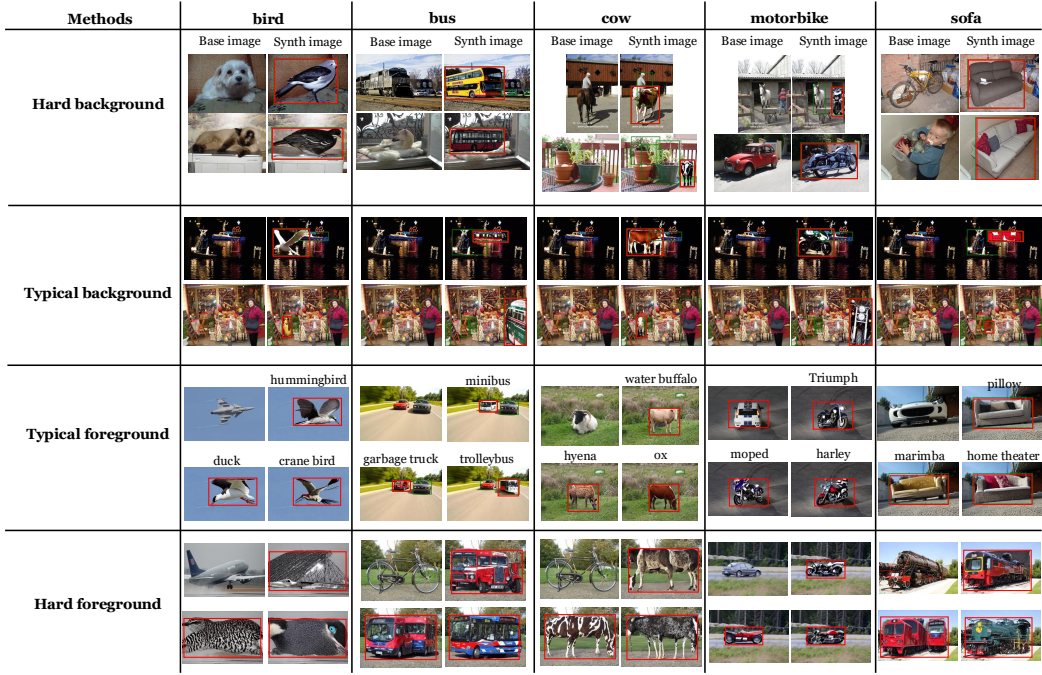 Methods bird bus cow motorbike sofa
Base image Synth image Base image Synth image Base image Synth image Base image Synth image Base image Synth image
Hard background
Typical background
hummingbird minibus water buffalo Triumph pillow
Typical foreground
duck crane bird garbage truck trolleybus hyena ox moped harley marimba home theater
Hard foreground